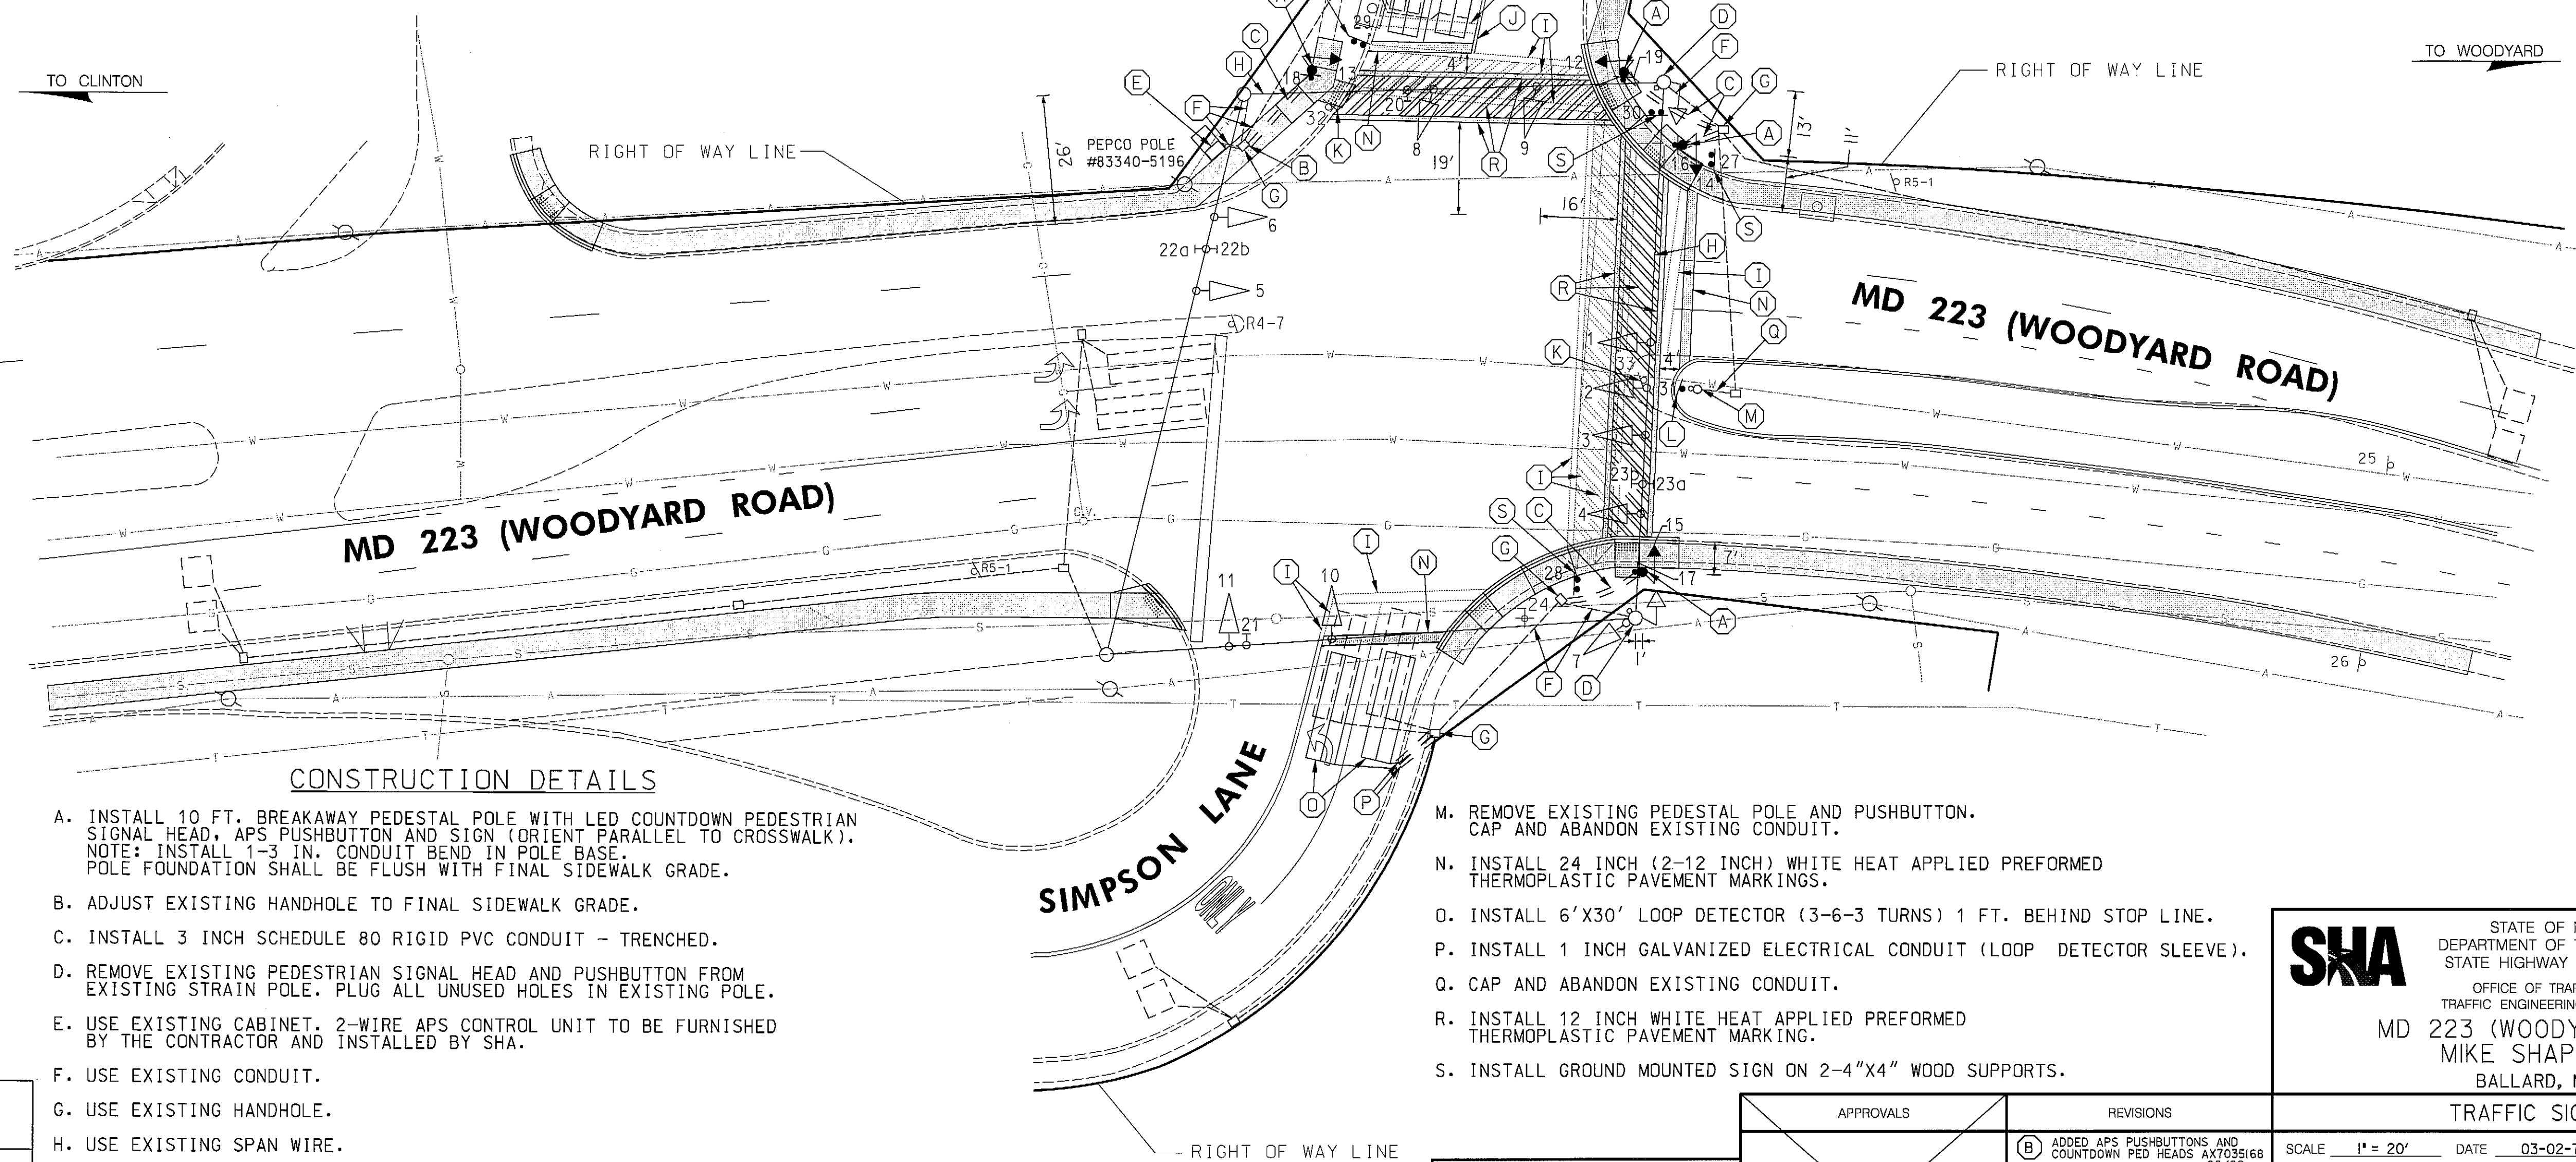 TO CLINTON
TO WOODYARD
RIGHT OF WAY LINE
RIGHT OF WAY LINE
PEPCO POLE
#83340-5196
26'
19'
16'
13'
11'
4'
4'
7'
1'
R5-1
R4-7
R5-1
22a
22b
23b
23a
G.V.
MD 223 (WOODYARD ROAD)
MD 223 (WOODYARD ROAD)
SIMPSON LANE
ONLY
RIGHT OF WAY LINE
CONSTRUCTION DETAILS
A. INSTALL 10 FT. BREAKAWAY PEDESTAL POLE WITH LED COUNTDOWN PEDESTRIAN
SIGNAL HEAD, APS PUSHBUTTON AND SIGN (ORIENT PARALLEL TO CROSSWALK).
NOTE: INSTALL 1-3 IN. CONDUIT BEND IN POLE BASE.
POLE FOUNDATION SHALL BE FLUSH WITH FINAL SIDEWALK GRADE.
B. ADJUST EXISTING HANDHOLE TO FINAL SIDEWALK GRADE.
C. INSTALL 3 INCH SCHEDULE 80 RIGID PVC CONDUIT - TRENCHED.
D. REMOVE EXISTING PEDESTRIAN SIGNAL HEAD AND PUSHBUTTON FROM
EXISTING STRAIN POLE. PLUG ALL UNUSED HOLES IN EXISTING POLE.
E. USE EXISTING CABINET. 2-WIRE APS CONTROL UNIT TO BE FURNISHED
BY THE CONTRACTOR AND INSTALLED BY SHA.
F. USE EXISTING CONDUIT.
G. USE EXISTING HANDHOLE.
H. USE EXISTING SPAN WIRE.
M. REMOVE EXISTING PEDESTAL POLE AND PUSHBUTTON.
CAP AND ABANDON EXISTING CONDUIT.
N. INSTALL 24 INCH (2-12 INCH) WHITE HEAT APPLIED PREFORMED
THERMOPLASTIC PAVEMENT MARKINGS.
O. INSTALL 6'X30' LOOP DETECTOR (3-6-3 TURNS) 1 FT. BEHIND STOP LINE.
P. INSTALL 1 INCH GALVANIZED ELECTRICAL CONDUIT (LOOP DETECTOR SLEEVE).
Q. CAP AND ABANDON EXISTING CONDUIT.
R. INSTALL 12 INCH WHITE HEAT APPLIED PREFORMED
THERMOPLASTIC PAVEMENT MARKING.
S. INSTALL GROUND MOUNTED SIGN ON 2-4"X4" WOOD SUPPORTS.
SHA
STATE OF
DEPARTMENT OF
STATE HIGHWAY
OFFICE OF TRAF
TRAFFIC ENGINEERIN
MD 223 (WOODY
MIKE SHAP
BALLARD,
TRAFFIC SIG
SCALE 1" = 20' DATE 03-02-
APPROVALS
REVISIONS
B ADDED APS PUSHBUTTONS AND
COUNTDOWN PED HEADS AX7035168